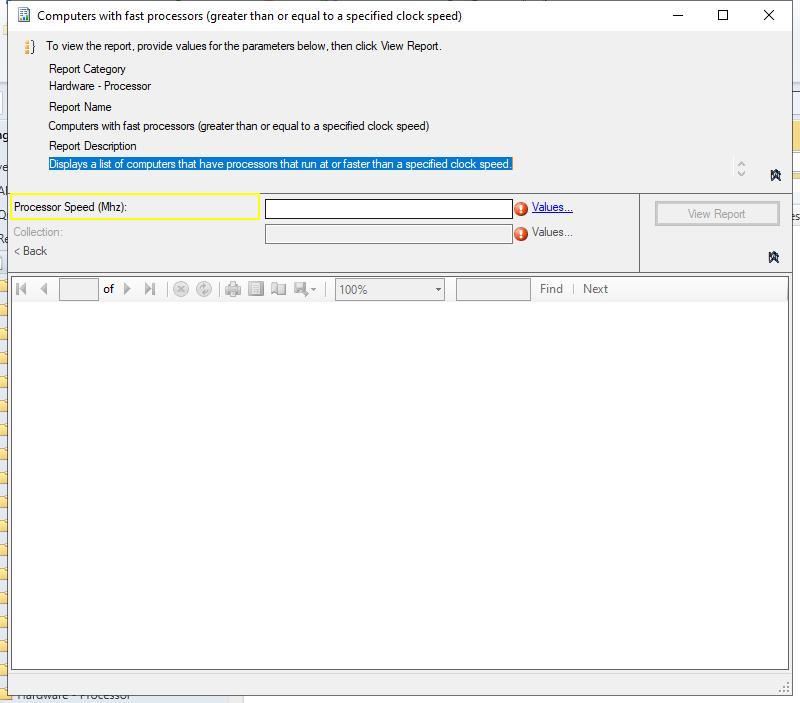 Computers with fast processors (greater than or equal to a specified clock speed)
To view the report, provide values for the parameters below, then click View Report.
Report Category
Hardware - Processor
Report Name
Computers with fast processors (greater than or equal to a specified clock speed)
Report Description
Displays a list of computers that have processors that run at or faster than a specified clock speed.
Processor Speed (Mhz): Values... View Report
Collection: Values...
< Back
of 100% Find | Next
Hardware - Processor